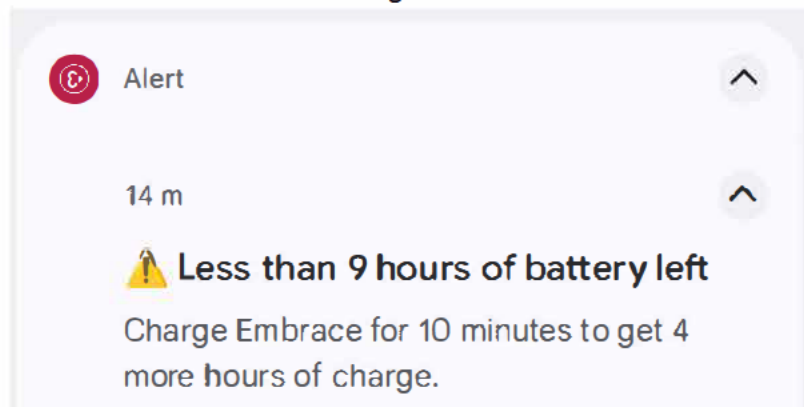 Alert
14 m
⚠️ Less than 9 hours of battery left
Charge Embrace for 10 minutes to get 4
more hours of charge.